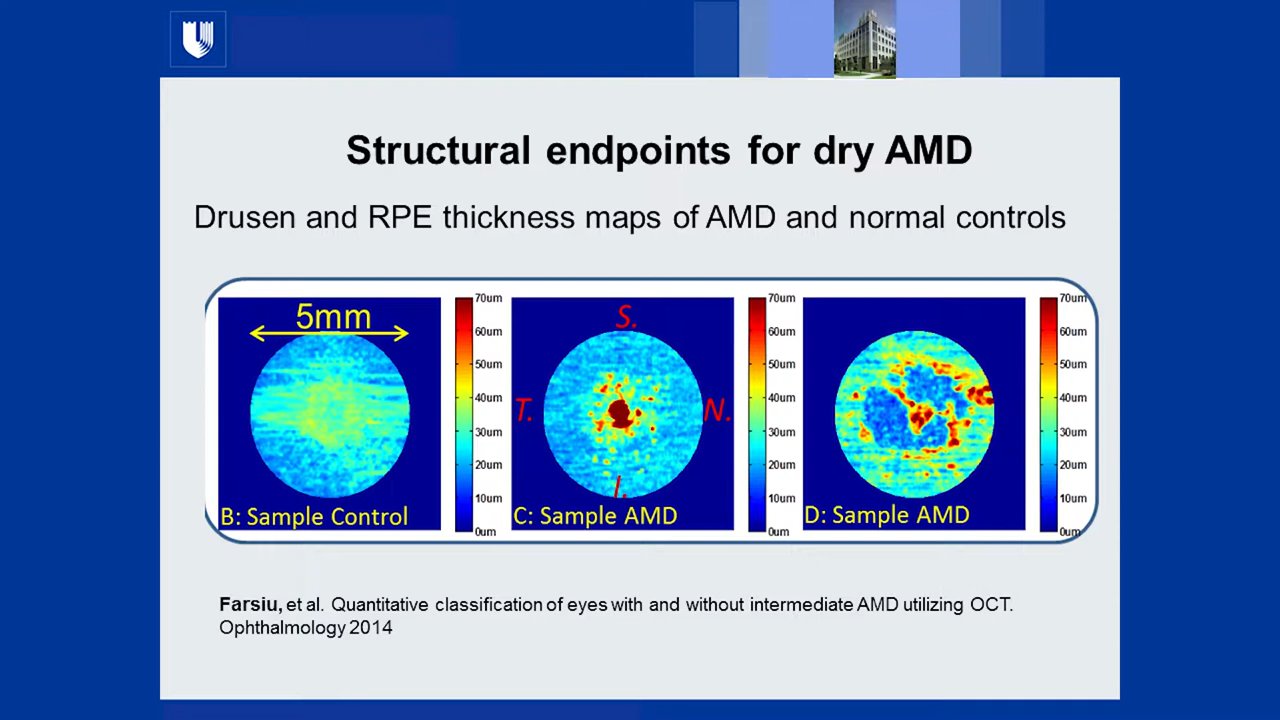 Structural endpoints for dry AMD
Drusen and RPE thickness maps of AMD and normal controls
5mm
B: Sample Control
70um
60um
50um
40um
30um
20um
10um
0um
S.
T.
N.
I.
C: Sample AMD
70um
60um
50um
40um
30um
20um
10um
0um
D: Sample AMD
70um
60um
50um
40um
30um
20um
10um
0um
Farsiu, et al. Quantitative classification of eyes with and without intermediate AMD utilizing OCT.
Ophthalmology 2014